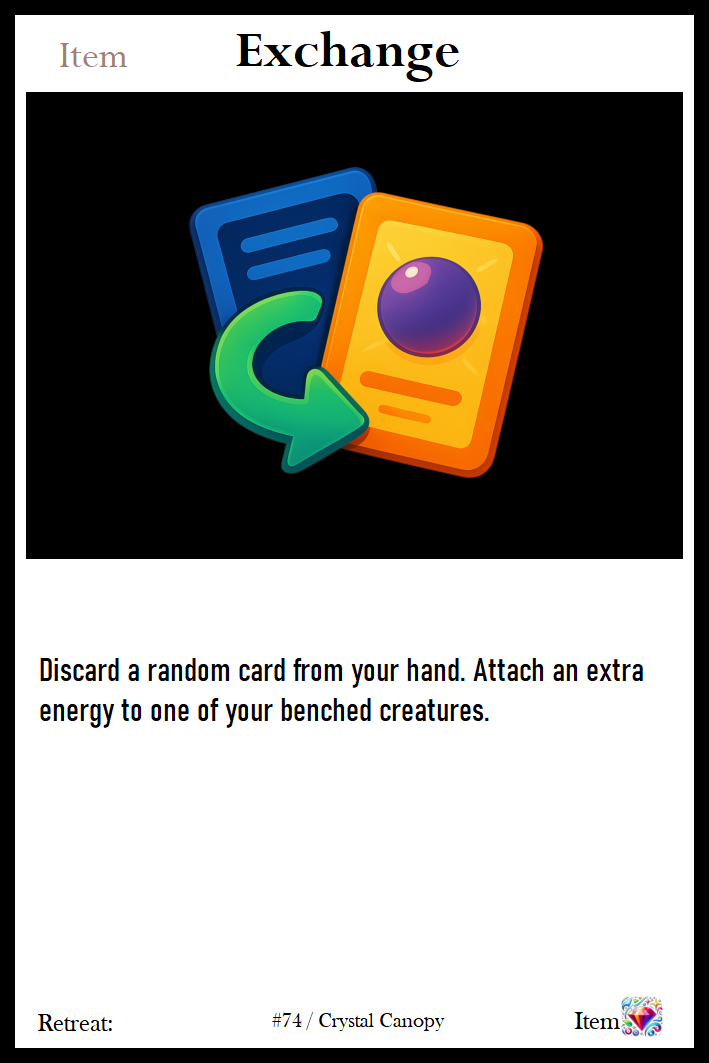 Item
Exchange
Discard a random card from your hand. Attach an extra
energy to one of your benched creatures.
Retreat:
#74 / Crystal Canopy
Item